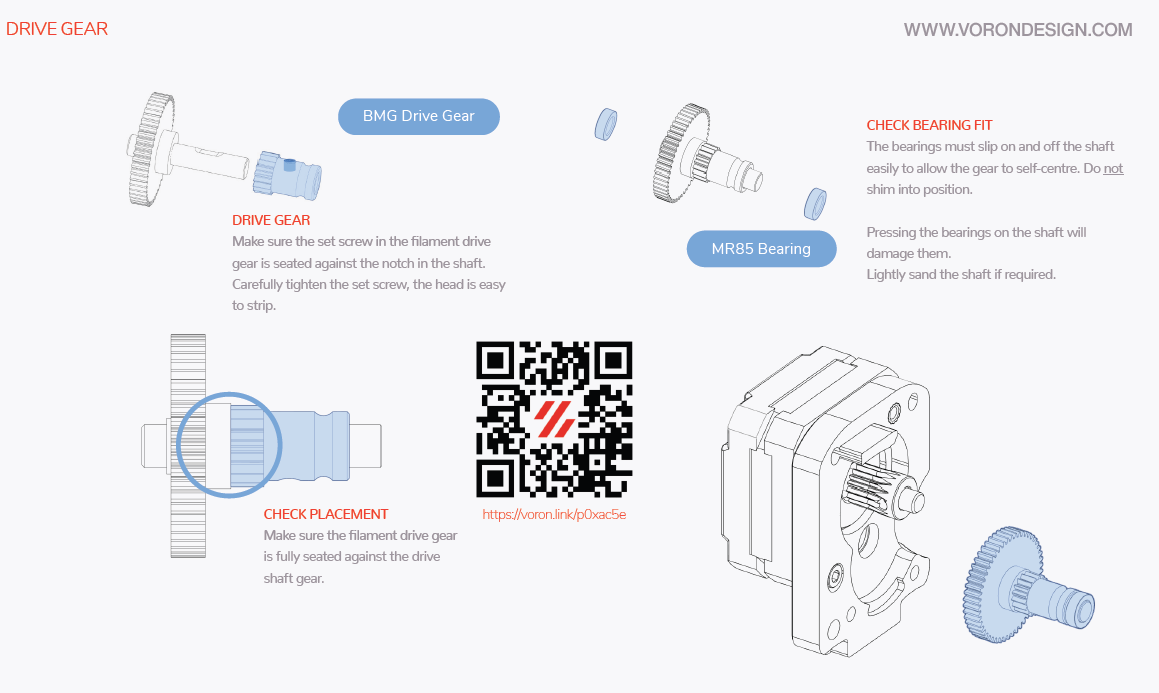 DRIVE GEAR
WWW.VORONDESIGN.COM
BMG Drive Gear
DRIVE GEAR
Make sure the set screw in the filament drive
gear is seated against the notch in the shaft.
Carefully tighten the set screw, the head is easy
to strip.
CHECK BEARING FIT
The bearings must slip on and off the shaft
easily to allow the gear to self-centre. Do not
shim into position.
Pressing the bearings on the shaft will
damage them.
Lightly sand the shaft if required.
MR85 Bearing
CHECK PLACEMENT
Make sure the filament drive gear
is fully seated against the drive
shaft gear.
https://voron.link/p0xac5e